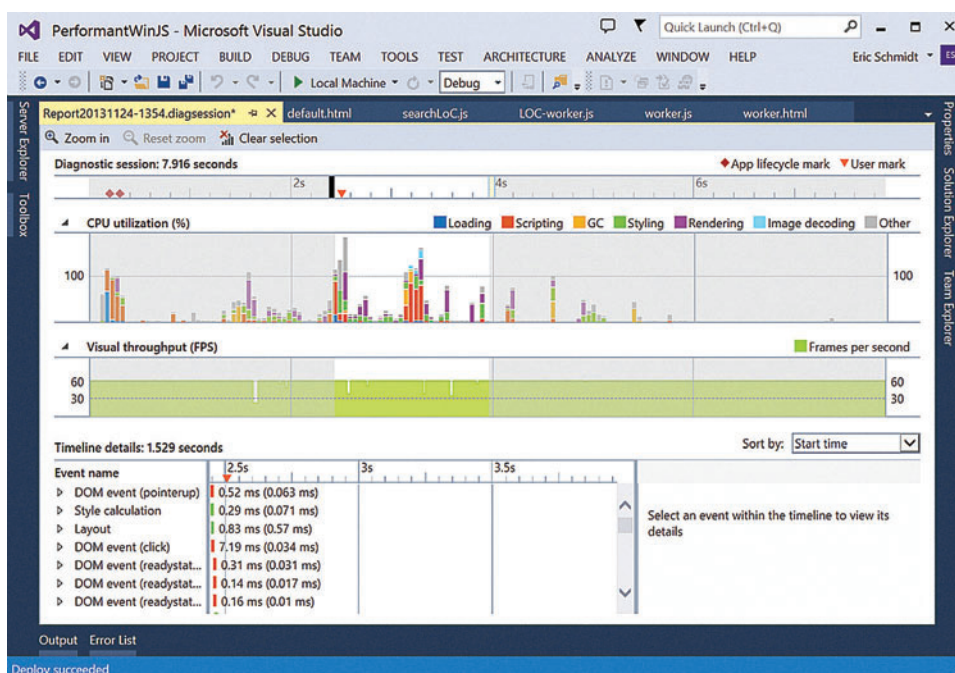 PerformantWinJS - Microsoft Visual Studio
Quick Launch (Ctrl+Q)
FILE EDIT VIEW PROJECT BUILD DEBUG TEAM TOOLS TEST ARCHITECTURE ANALYZE WINDOW HELP Eric Schmidt ES
Local Machine Debug
Report20131124-1354.diagsession* default.html searchLoC.js LOC-worker.js worker.js worker.html
Server Explorer
Toolbox
Properties
Solution Explorer
Team Explorer
Zoom in Reset zoom Clear selection
Diagnostic session: 7.916 seconds App lifecycle mark User mark
2s 4s 6s
CPU utilization (%) Loading Scripting GC Styling Rendering Image decoding Other
100 100
Visual throughput (FPS) Frames per second
60 60
30 30
Timeline details: 1.529 seconds Sort by: Start time
Event name 2.5s 3s 3.5s
DOM event (pointerup) 0.52 ms (0.063 ms)
Style calculation 0.29 ms (0.071 ms)
Layout 0.83 ms (0.57 ms)
DOM event (click) 7.19 ms (0.034 ms)
DOM event (readystat... 0.31 ms (0.031 ms)
DOM event (readystat... 0.14 ms (0.017 ms)
DOM event (readystat... 0.16 ms (0.01 ms)
Select an event within the timeline to view its
details
Output Error List
Deploy succeeded